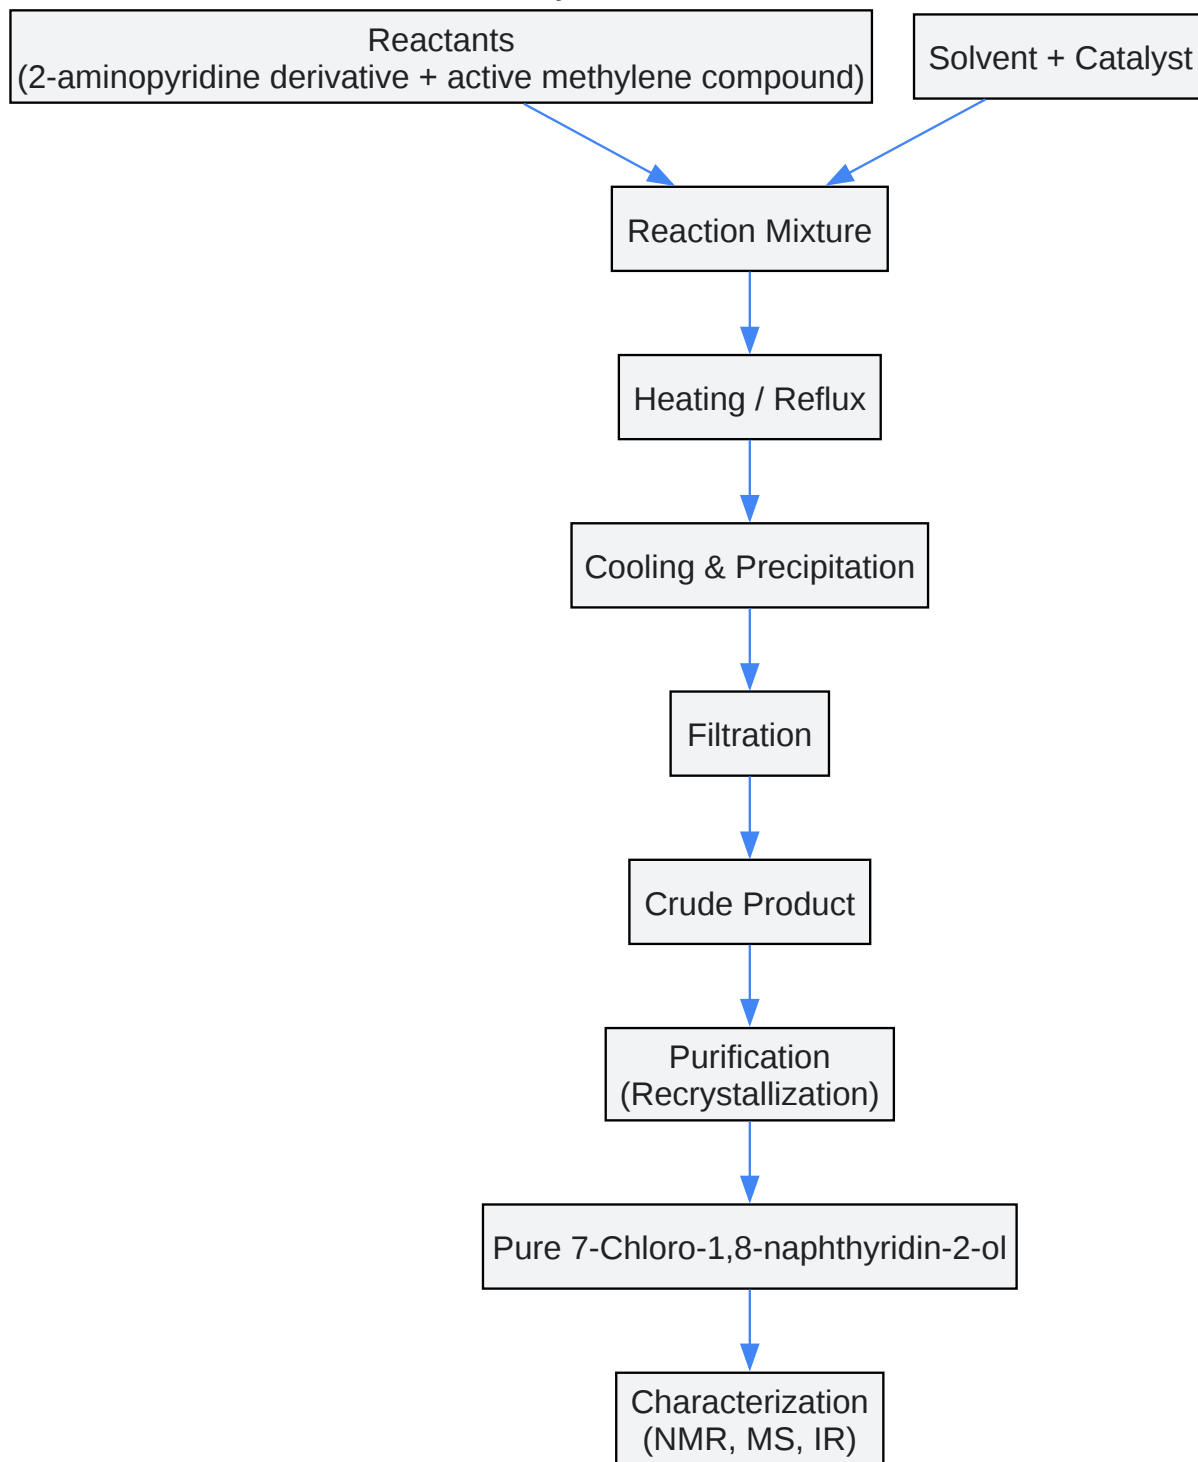 Reactants
(2-aminopyridine derivative + active methylene compound)
Solvent + Catalyst
Reaction Mixture
Heating / Reflux
Cooling & Precipitation
Filtration
Crude Product
Purification
(Recrystallization)
Pure 7-Chloro-1,8-naphthyridin-2-ol
Characterization
(NMR, MS, IR)